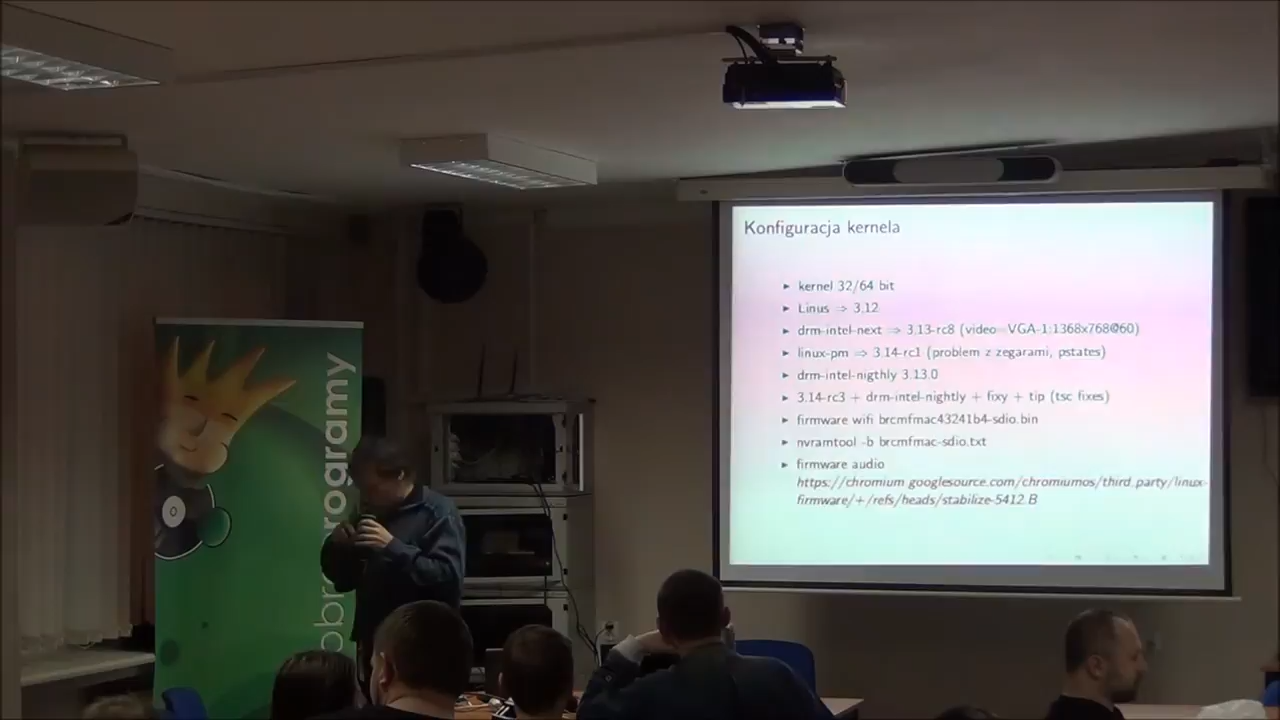 Konfiguracja kernela
kernel 32/64 bit
Linus ⇒ 3.12
drm-intel-next ⇒ 3.13-rc8 (video=VGA-1:1368x768@60)
linux-pm ⇒ 3.14-rc1 (problem z zegarami, pstates)
drm-intel-nigthly 3.13.0
3.14-rc3 + drm-intel-nightly + fixy + tip (tsc fixes)
firmware wifi brcmfmac43241b4-sdio.bin
nvramtool -b brcmfmac-sdio.txt
firmware audio
https://chromium.googlesource.com/chromiumos/third_party/linux-
firmware/+/refs/heads/stabilize-5412.B
obrogramy